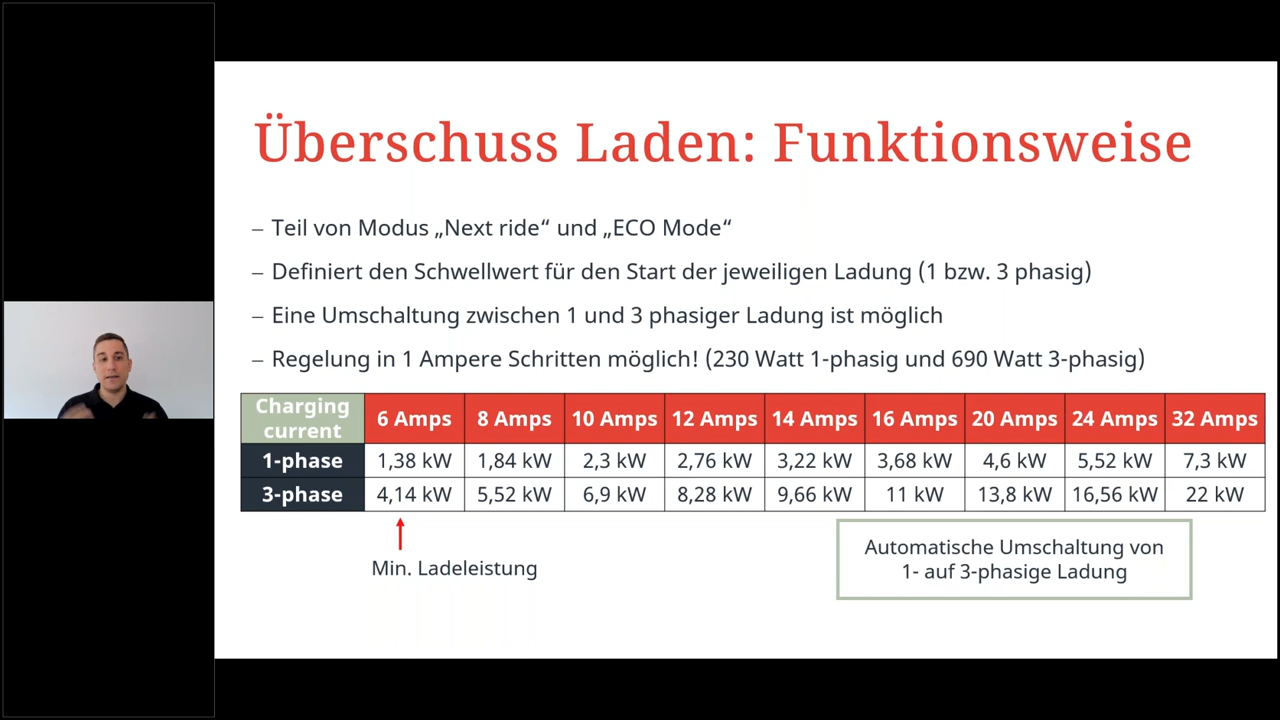 Überschuss Laden: Funktionsweise
– Teil von Modus „Next ride“ und „ECO Mode“
– Definiert den Schwellwert für den Start der jeweiligen Ladung (1 bzw. 3 phasig)
– Eine Umschaltung zwischen 1 und 3 phasiger Ladung ist möglich
– Regelung in 1 Ampere Schritten möglich! (230 Watt 1-phasig und 690 Watt 3-phasig)
Charging
current 6 Amps 8 Amps 10 Amps 12 Amps 14 Amps 16 Amps 20 Amps 24 Amps 32 Amps
1-phase 1,38 kW 1,84 kW 2,3 kW 2,76 kW 3,22 kW 3,68 kW 4,6 kW 5,52 kW 7,3 kW
3-phase 4,14 kW 5,52 kW 6,9 kW 8,28 kW 9,66 kW 11 kW 13,8 kW 16,56 kW 22 kW
Min. Ladeleistung
Automatische Umschaltung von
1- auf 3-phasige Ladung